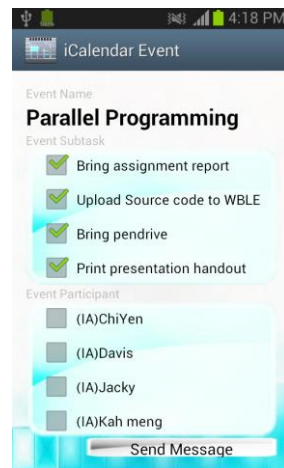 4:18 PM
iCalendar Event
Event Name
Parallel Programming
Event Subtask
Bring assignment report
Upload Source code to WBLE
Bring pendrive
Print presentation handout
Event Participant
(IA)ChiYen
(IA)Davis
(IA)Jacky
(IA)Kah meng
Send Message